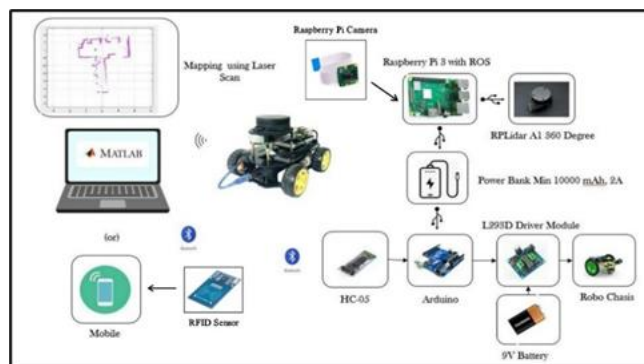 Raspberry Pi Camera
Raspberry Pi 3 with ROS
Mapping using Laser
Scan
RPLidar A1 360 Degree
MATLAB
Power Bank Min 10000 mAh, 2A
(or)
L293D Driver Module
HC-05
Arduino
Robo Chasis
Mobile
RFID Sensor
9V Battery